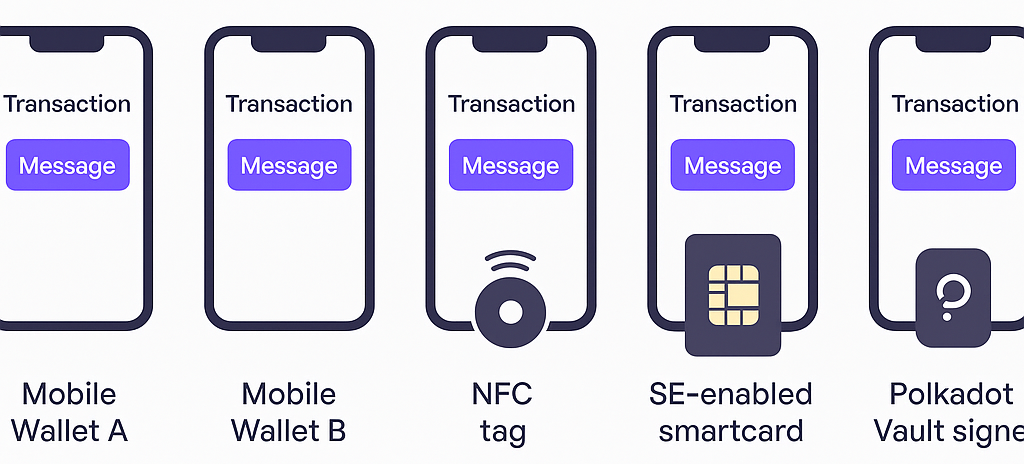 Transaction
Message
Mobile
Wallet A
Transaction
Message
Mobile
Wallet B
Transaction
Message
NFC
tag
Transaction
Message
SE-enabled
smartcard
Transaction
Message
Polkadot
Vault signe